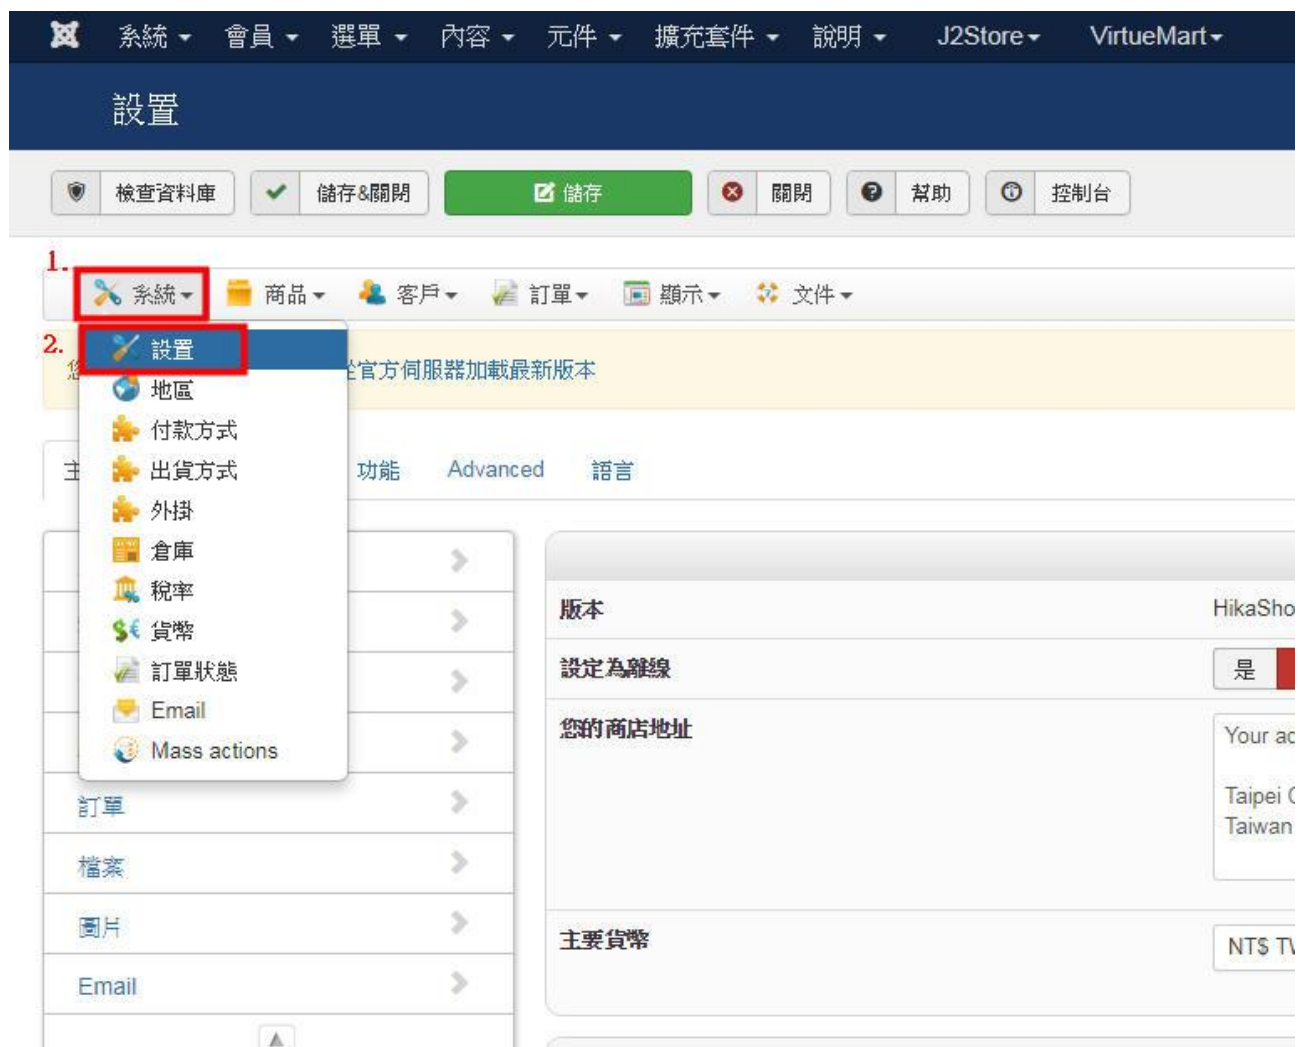 系統 會員 選單 內容 元件 擴充套件 說明 J2Store VirtueMart
設置
檢查資料庫 儲存&關閉 儲存 關閉 幫助 控制台
1.
系統 商品 客戶 訂單 顯示 文件
2. 設置
您 從官方伺服器加載最新版本
地區
付款方式
主 功能 Advanced 語言
出貨方式
外掛
倉庫
稅率
貨幣
訂單狀態
Email
Mass actions
訂單
檔案
圖片
Email
版本 HikaSho
設定為離線 是
您的商店地址 Your ad
Taipei C
Taiwan
主要貨幣 NT$ TW